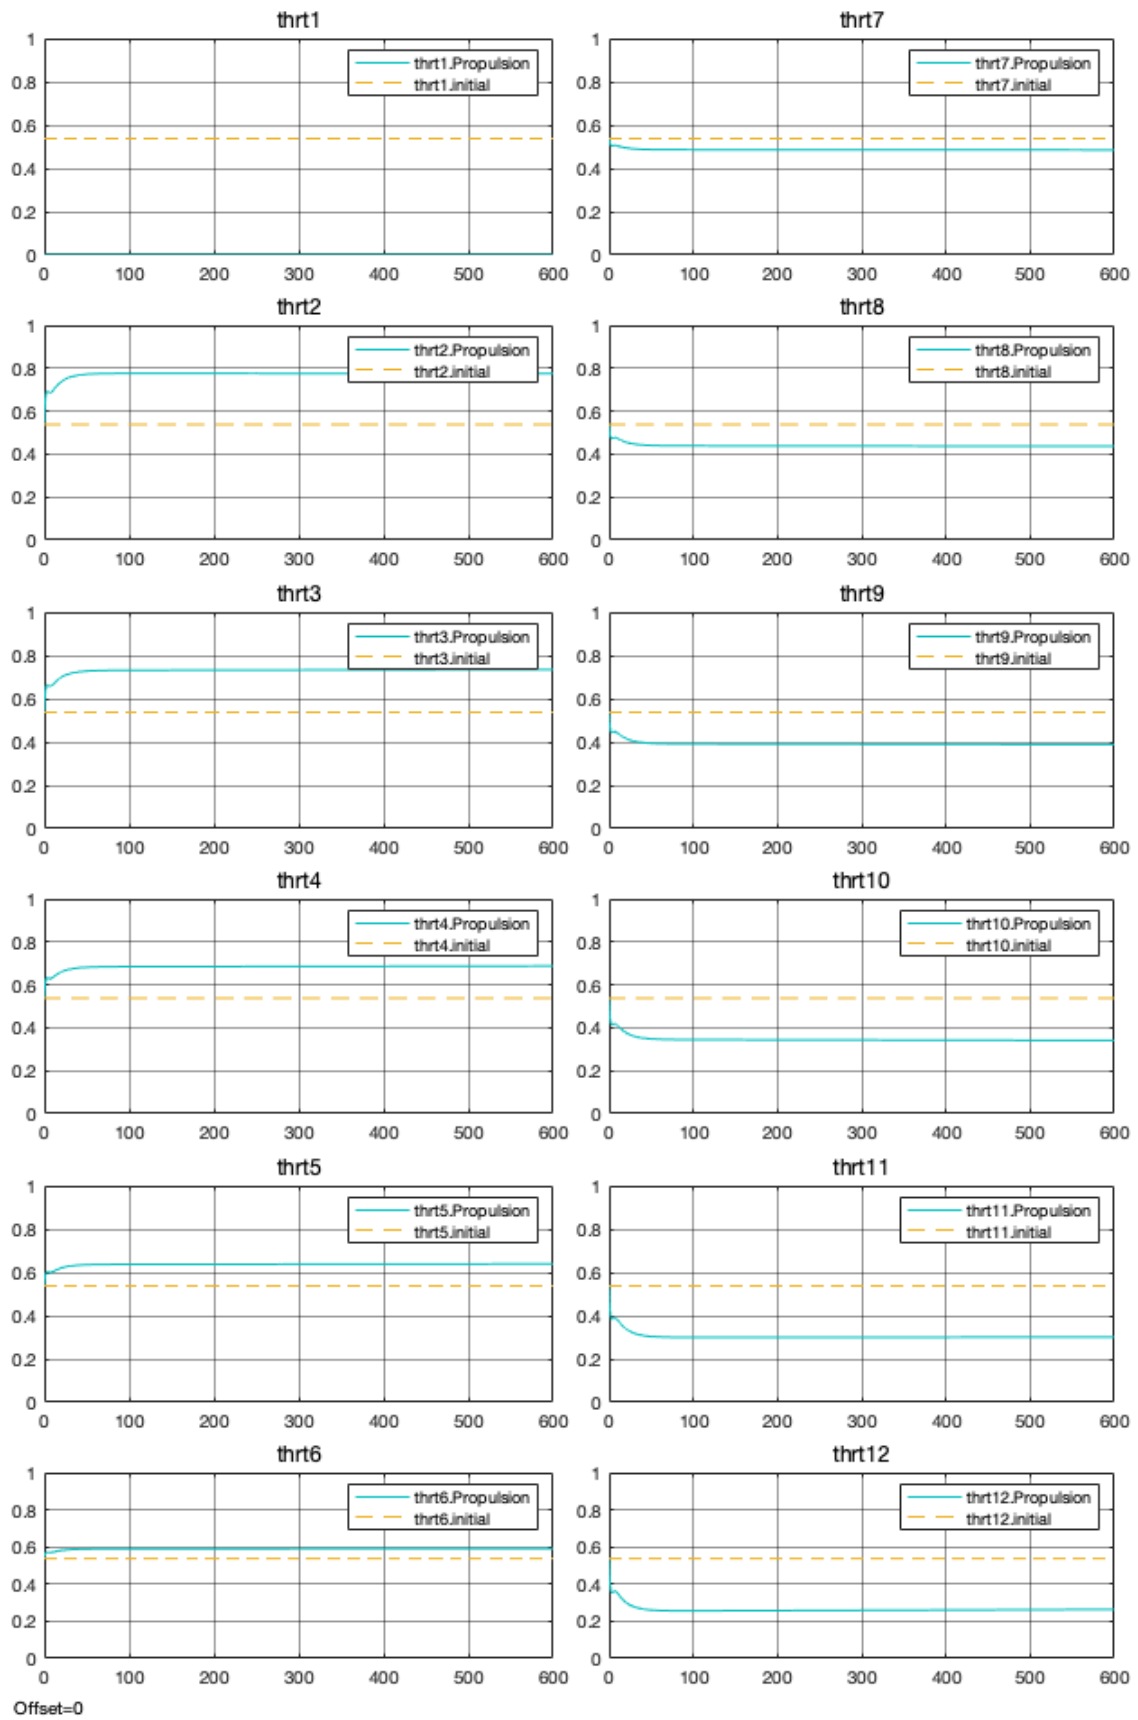 thrt1
1
0.8
0.6
0.4
0.2
0
thrt1.Propulsion
thrt1.initial
0 100 200 300 400 500 600
thrt7
1
0.8
0.6
0.4
0.2
0
thrt7.Propulsion
thrt7.initial
0 100 200 300 400 500 600
thrt2
1
0.8
0.6
0.4
0.2
0
thrt2.Propulsion
thrt2.initial
0 100 200 300 400 500 600
thrt8
1
0.8
0.6
0.4
0.2
0
thrt8.Propulsion
thrt8.initial
0 100 200 300 400 500 600
thrt3
1
0.8
0.6
0.4
0.2
0
thrt3.Propulsion
thrt3.initial
0 100 200 300 400 500 600
thrt9
1
0.8
0.6
0.4
0.2
0
thrt9.Propulsion
thrt9.initial
0 100 200 300 400 500 600
thrt4
1
0.8
0.6
0.4
0.2
0
thrt4.Propulsion
thrt4.initial
0 100 200 300 400 500 600
thrt10
1
0.8
0.6
0.4
0.2
0
thrt10.Propulsion
thrt10.initial
0 100 200 300 400 500 600
thrt5
1
0.8
0.6
0.4
0.2
0
thrt5.Propulsion
thrt5.initial
0 100 200 300 400 500 600
thrt11
1
0.8
0.6
0.4
0.2
0
thrt11.Propulsion
thrt11.initial
0 100 200 300 400 500 600
thrt6
1
0.8
0.6
0.4
0.2
0
thrt6.Propulsion
thrt6.initial
0 100 200 300 400 500 600
thrt12
1
0.8
0.6
0.4
0.2
0
thrt12.Propulsion
thrt12.initial
0 100 200 300 400 500 600
Offset=0